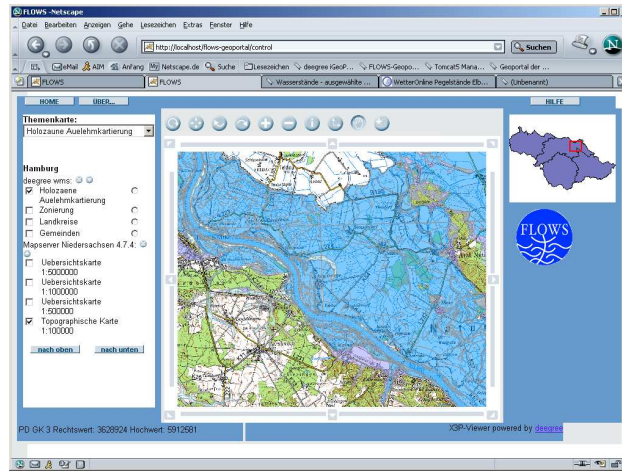 FLOWS - Netscape
Datei Bearbeiten Anzeigen Gehe Lesezeichen Extras Fenster Hilfe
http://localhost/flows-geoportal/control
Suchen
eMail AIM Anfang Netscape.de Suche Lesezeichen deegree iGeoP... FLOWS-Geopo... Tomcat5 Mana... Geoportal der ...
FLOWS FLOWS Wasserstände - ausgewählte ... WetterOnline Pegelstände Elb... (Unbenannt)
HOME ÜBER... HILFE
Themenkarte:
Holozaune Auelehmkartierung
Hamburg
deegree wms:
Holozaene
Auelehmkartierung
Zonierung
Landkreise
Gemeinden
Mapserver Niedersachsen 4.7.4:
Uebersichtskarte
1:5000000
Uebersichtskarte
1:1000000
Uebersichtskarte
1:500000
Topographische Karte
1:100000
nach oben nach unten
FLOWS
PD GK 3 Rechtswert: 3628924 Hochwert: 5912581
X3P-Viewer powered by deegree